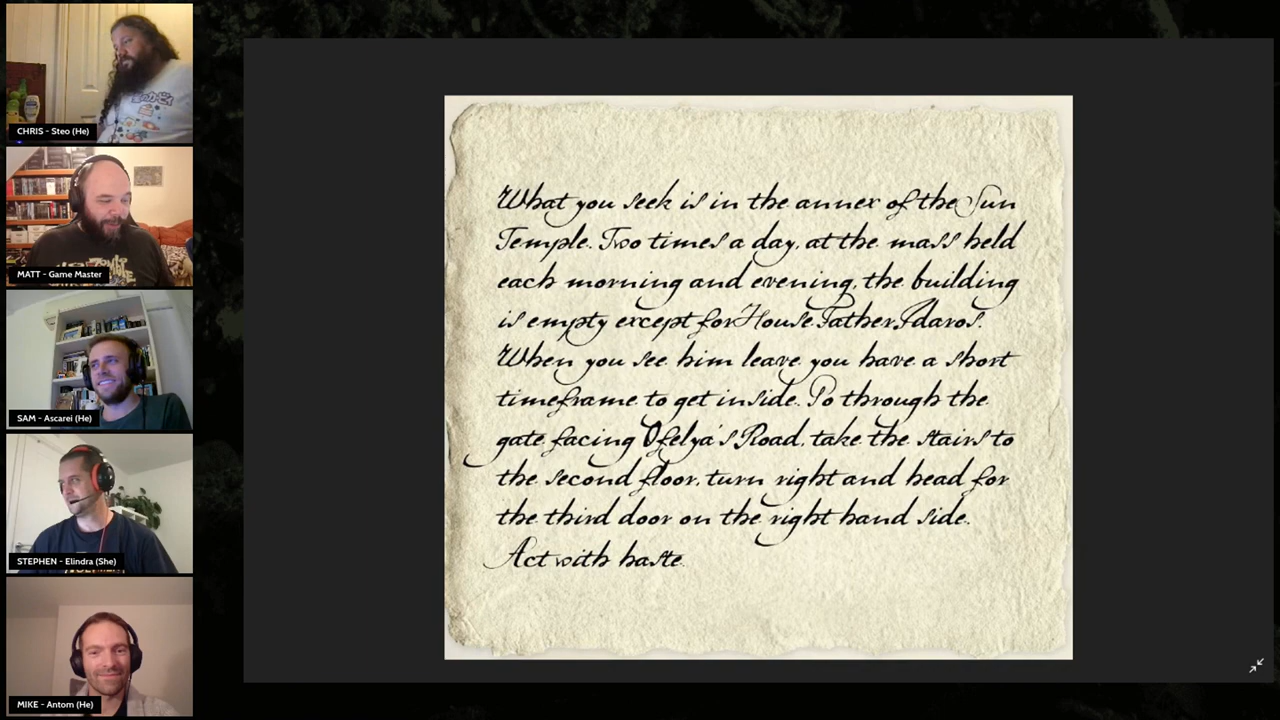 CHRIS - Steo (He)
MATT - Game Master
SAM - Ascarei (He)
STEPHEN - Elindra (She)
MIKE - Antom (He)
What you seek is in the annex of the Sun
Temple. Two times a day, at the mass held
each morning and evening, the building
is empty except for House Father Adaros.
When you see him leave you have a short
timeframe to get inside. Go through the
gate facing Ofelya's Road, take the stairs to
the second floor, turn right and head for
the third door on the right hand side.
Act with haste.